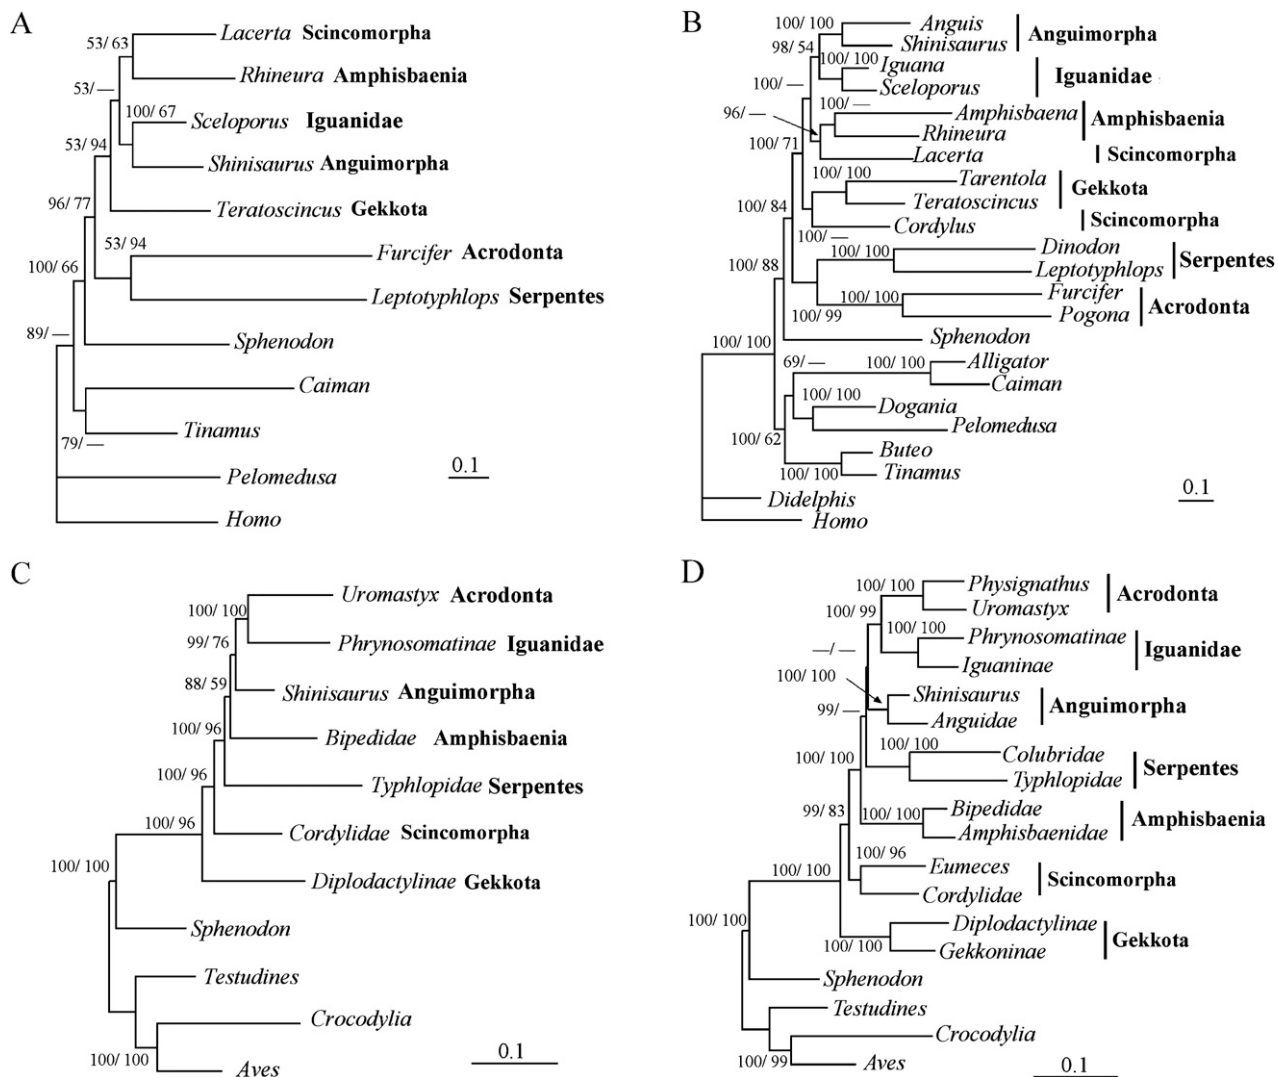 A
53/ 63
Lacerta Scincomorpha
Rhineura Amphisbaenia
53/ —
100/ 67
Sceloporus Iguanidae
53/ 94
Shinisaurus Anguimorpha
96/ 77
Teratoscincus Gekkota
53/ 94
Furcifer Acrodonta
100/ 66
Leptotyphlops Serpentes
89/ —
Sphenodon
Caiman
79/ —
Tinamus
Pelomedusa
0.1
Homo
B
100/ 100
Anguis
Shinisaurus
Anguimorpha
98/ 54
100/ 100
Iguana
Sceloporus
Iguanidae
100/ —
96/ —
100/ —
Amphisbaena
Rhineura
Amphisbaenia
100/ 71
Lacerta
Scincomorpha
100/ 100
Tarentola
Teratoscincus
Gekkota
100/ 84
Cordylus
Scincomorpha
100/ —
100/ 100
Dinodon
Leptotyphlops
Serpentes
100/ 88
100/ 100
Furcifer
Pogona
Acrodonta
100/ 99
Sphenodon
100/ 100
69/ —
100/ 100
Alligator
Caiman
100/ 100
Dogania
Pelomedusa
100/ 62
Buteo
100/ 100
Tinamus
0.1
Didelphis
Homo
C
100/ 100
Uromastyx Acrodonta
99/ 76
Phrynosomatinae Iguanidae
88/ 59
Shinisaurus Anguimorpha
100/ 96
Bipedidae Amphisbaenia
100/ 96
Typhlopidae Serpentes
100/ 96
Cordylidae Scincomorpha
100/ 100
Diplodactylinae Gekkota
Sphenodon
Testudines
Crocodylia
100/ 100
Aves
0.1
D
100/ 100
Physignathus
Uromastyx
Acrodonta
100/ 99
100/ 100
Phrynosomatinae
Iguaninae
Iguanidae
—/ —
100/ 100
Shinisaurus
Anguidae
Anguimorpha
99/ —
100/ 100
Colubridae
Typhlopidae
Serpentes
100/ 100
99/ 83
100/ 100
Bipedidae
Amphisbaenidae
Amphisbaenia
100/ 96
Eumeces
Cordylidae
Scincomorpha
100/ 100
100/ 100
Diplodactylinae
Gekkoninae
Gekkota
100/ 100
Sphenodon
Testudines
Crocodylia
100/ 99
Aves
0.1